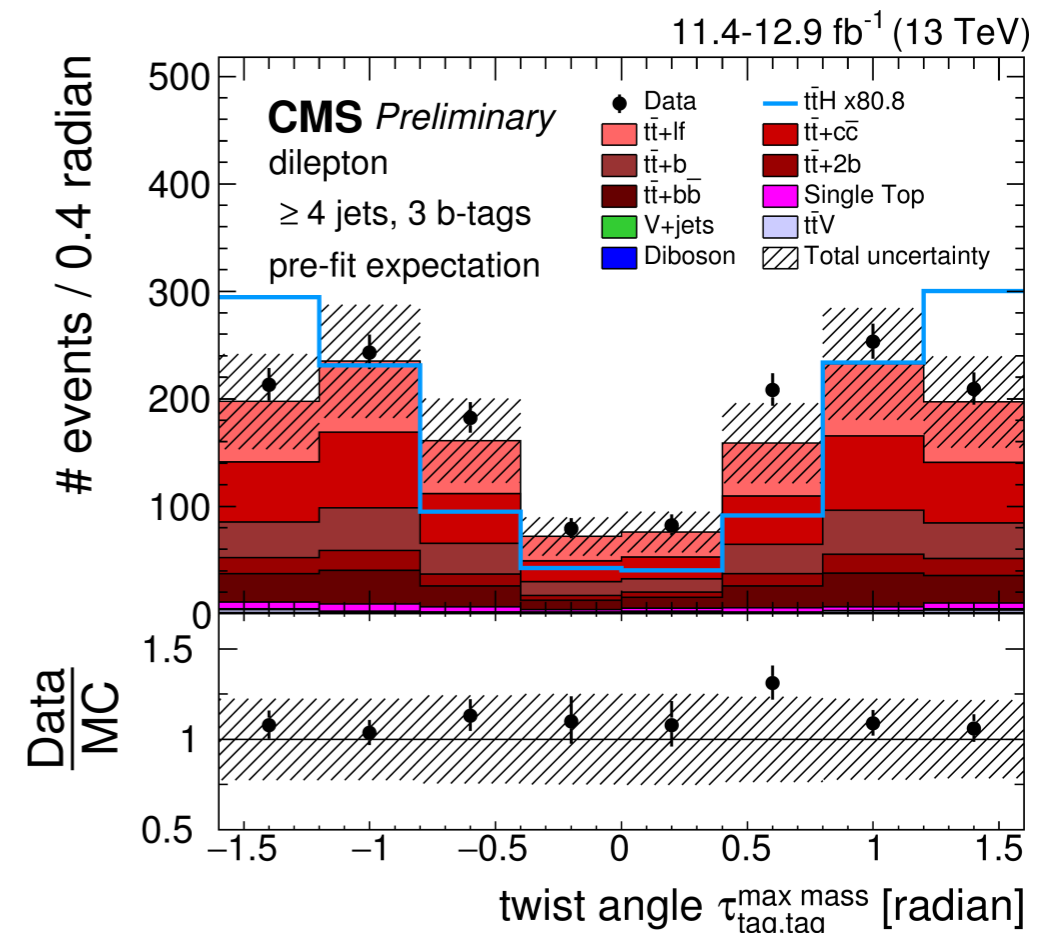 11.4-12.9 fb⁻¹ (13 TeV)
# events / 0.4 radian
500
400
300
200
100
0
CMS Preliminary
dilepton
≥ 4 jets, 3 b-tags
pre-fit expectation
Data
tt̄H x80.8
tt̄+lf
tt̄+cc̄
tt̄+b
tt̄+2b
tt̄+bb̄
Single Top
V+jets
tt̄V
Diboson
Total uncertainty
Data
MC
1.5
1
0.5
−1.5 −1 −0.5 0 0.5 1 1.5
twist angle τ^{max mass}_{tag,tag} [radian]